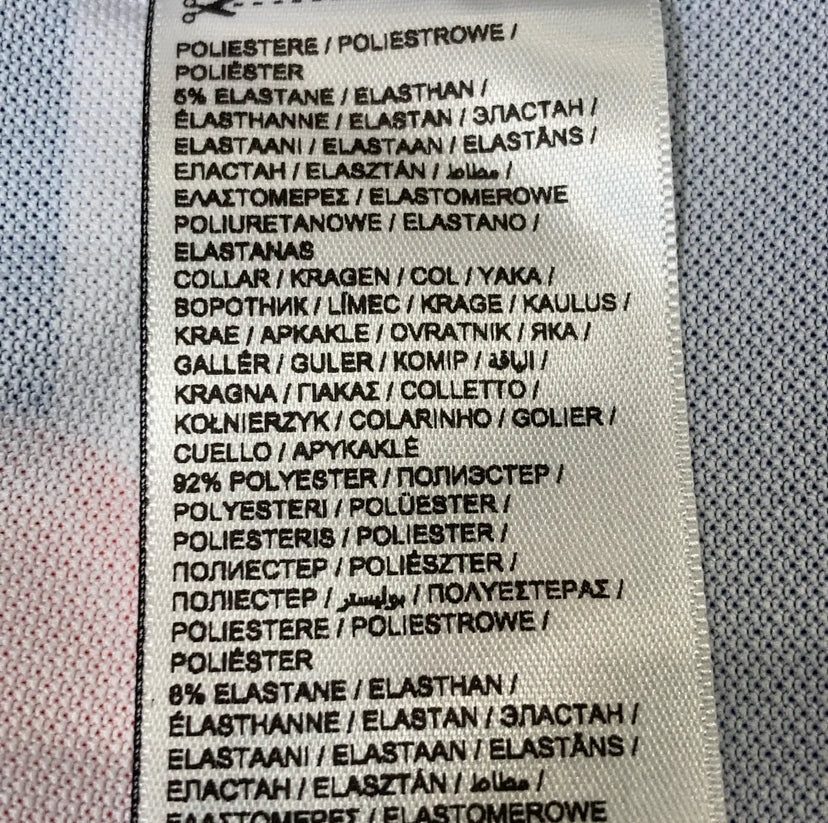 POLIESTERE / POLIESTROWE /
POLIÉSTER
5% ELASTANE / ELASTHAN /
ÉLASTHANNE / ELASTAN / ЭЛАСТАН /
ELASTAANI / ELASTAAN / ELASTĀNS /
ЕЛАСТАН / ELASZTÁN / مطاط /
ΕΛΑΣΤΟΜΕΡΕΣ / ELASTOMEROWE
POLIURETANOWE / ELASTANO /
ELASTANAS
COLLAR / KRAGEN / COL / YAKA /
ВОРОТНИК / LÍMEC / KRAGE / KAULUS /
KRAE / APKAKLE / OVRATNIK / ЯКА /
GALLÉR / GULER / КОМІР / الياقة /
KRAGNA / ΓΙΑΚΑΣ / COLLETTO /
KOŁNIERZYK / COLARINHO / GOLIER /
CUELLO / APYKAKLĖ
92% POLYESTER / ПОЛИЭСТЕР /
POLYESTERI / POLÜESTER /
POLIESTERIS / POLIESTER /
ПОЛИЕСТЕР / POLIÉSZTER /
ПОЛІЕСТЕР / بوليستر / ΠΟΛΥΕΣΤΕΡΑΣ /
POLIESTERE / POLIESTROWE /
POLIÉSTER
8% ELASTANE / ELASTHAN /
ÉLASTHANNE / ELASTAN / ЭЛАСТАН /
ELASTAANI / ELASTAAN / ELASTĀNS /
ЕЛАСТАН / ELASZTÁN / مطاط /
ΕΛΑΣΤΟΜΕΡΕΣ / ELASTOMEROWE